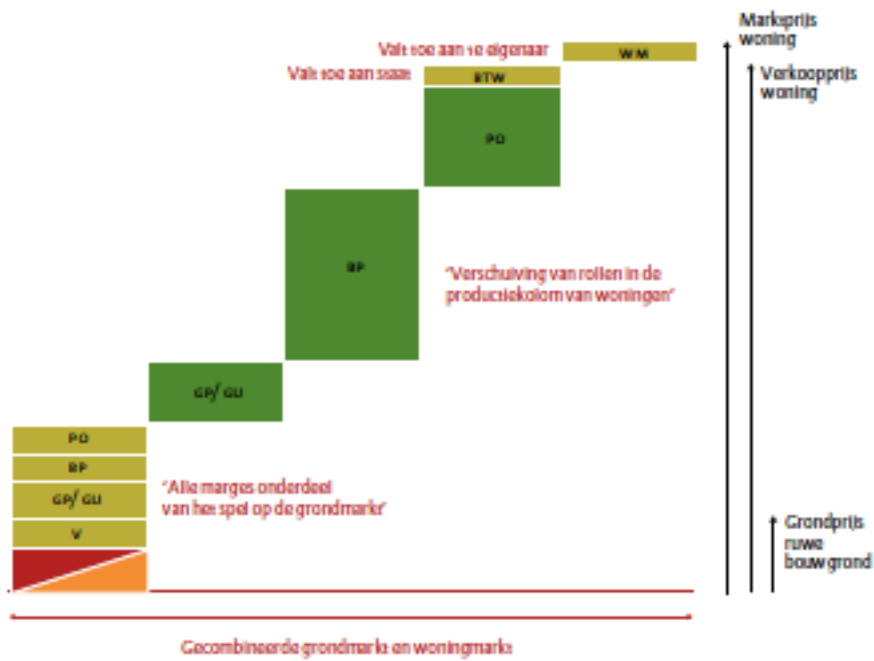 Marktprijs
woning
Valt toe aan 1e eigenaar
WM
Valt toe aan staat
BTW
Verkoopprijs
woning
PO
BP
"Verschuiving van rollen in de
productiekolom van woningen"
GP/ GU
PO
BP
GP/ GU
V
"Alle marges onderdeel
van het spel op de grondmarkt"
Grondprijs
ruwe
bouwgrond
Gecombineerde grondmarkt en woningmarkt